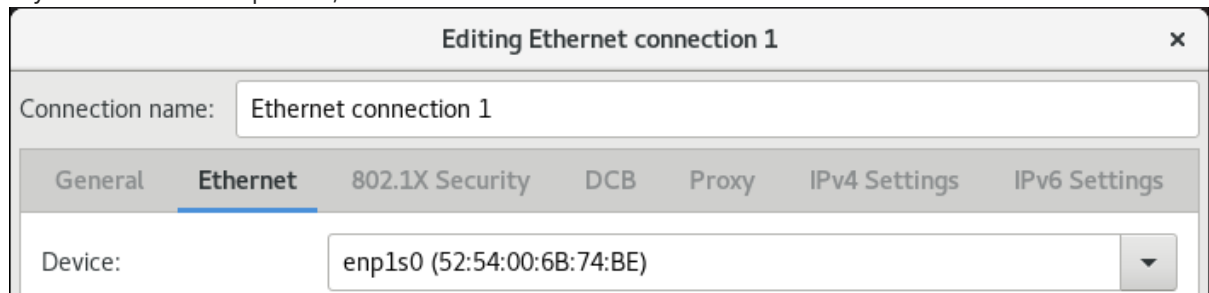 Editing Ethernet connection 1 ×
Connection name: Ethernet connection 1
General Ethernet 802.1X Security DCB Proxy IPv4 Settings IPv6 Settings
Device: enp1s0 (52:54:00:6B:74:BE)